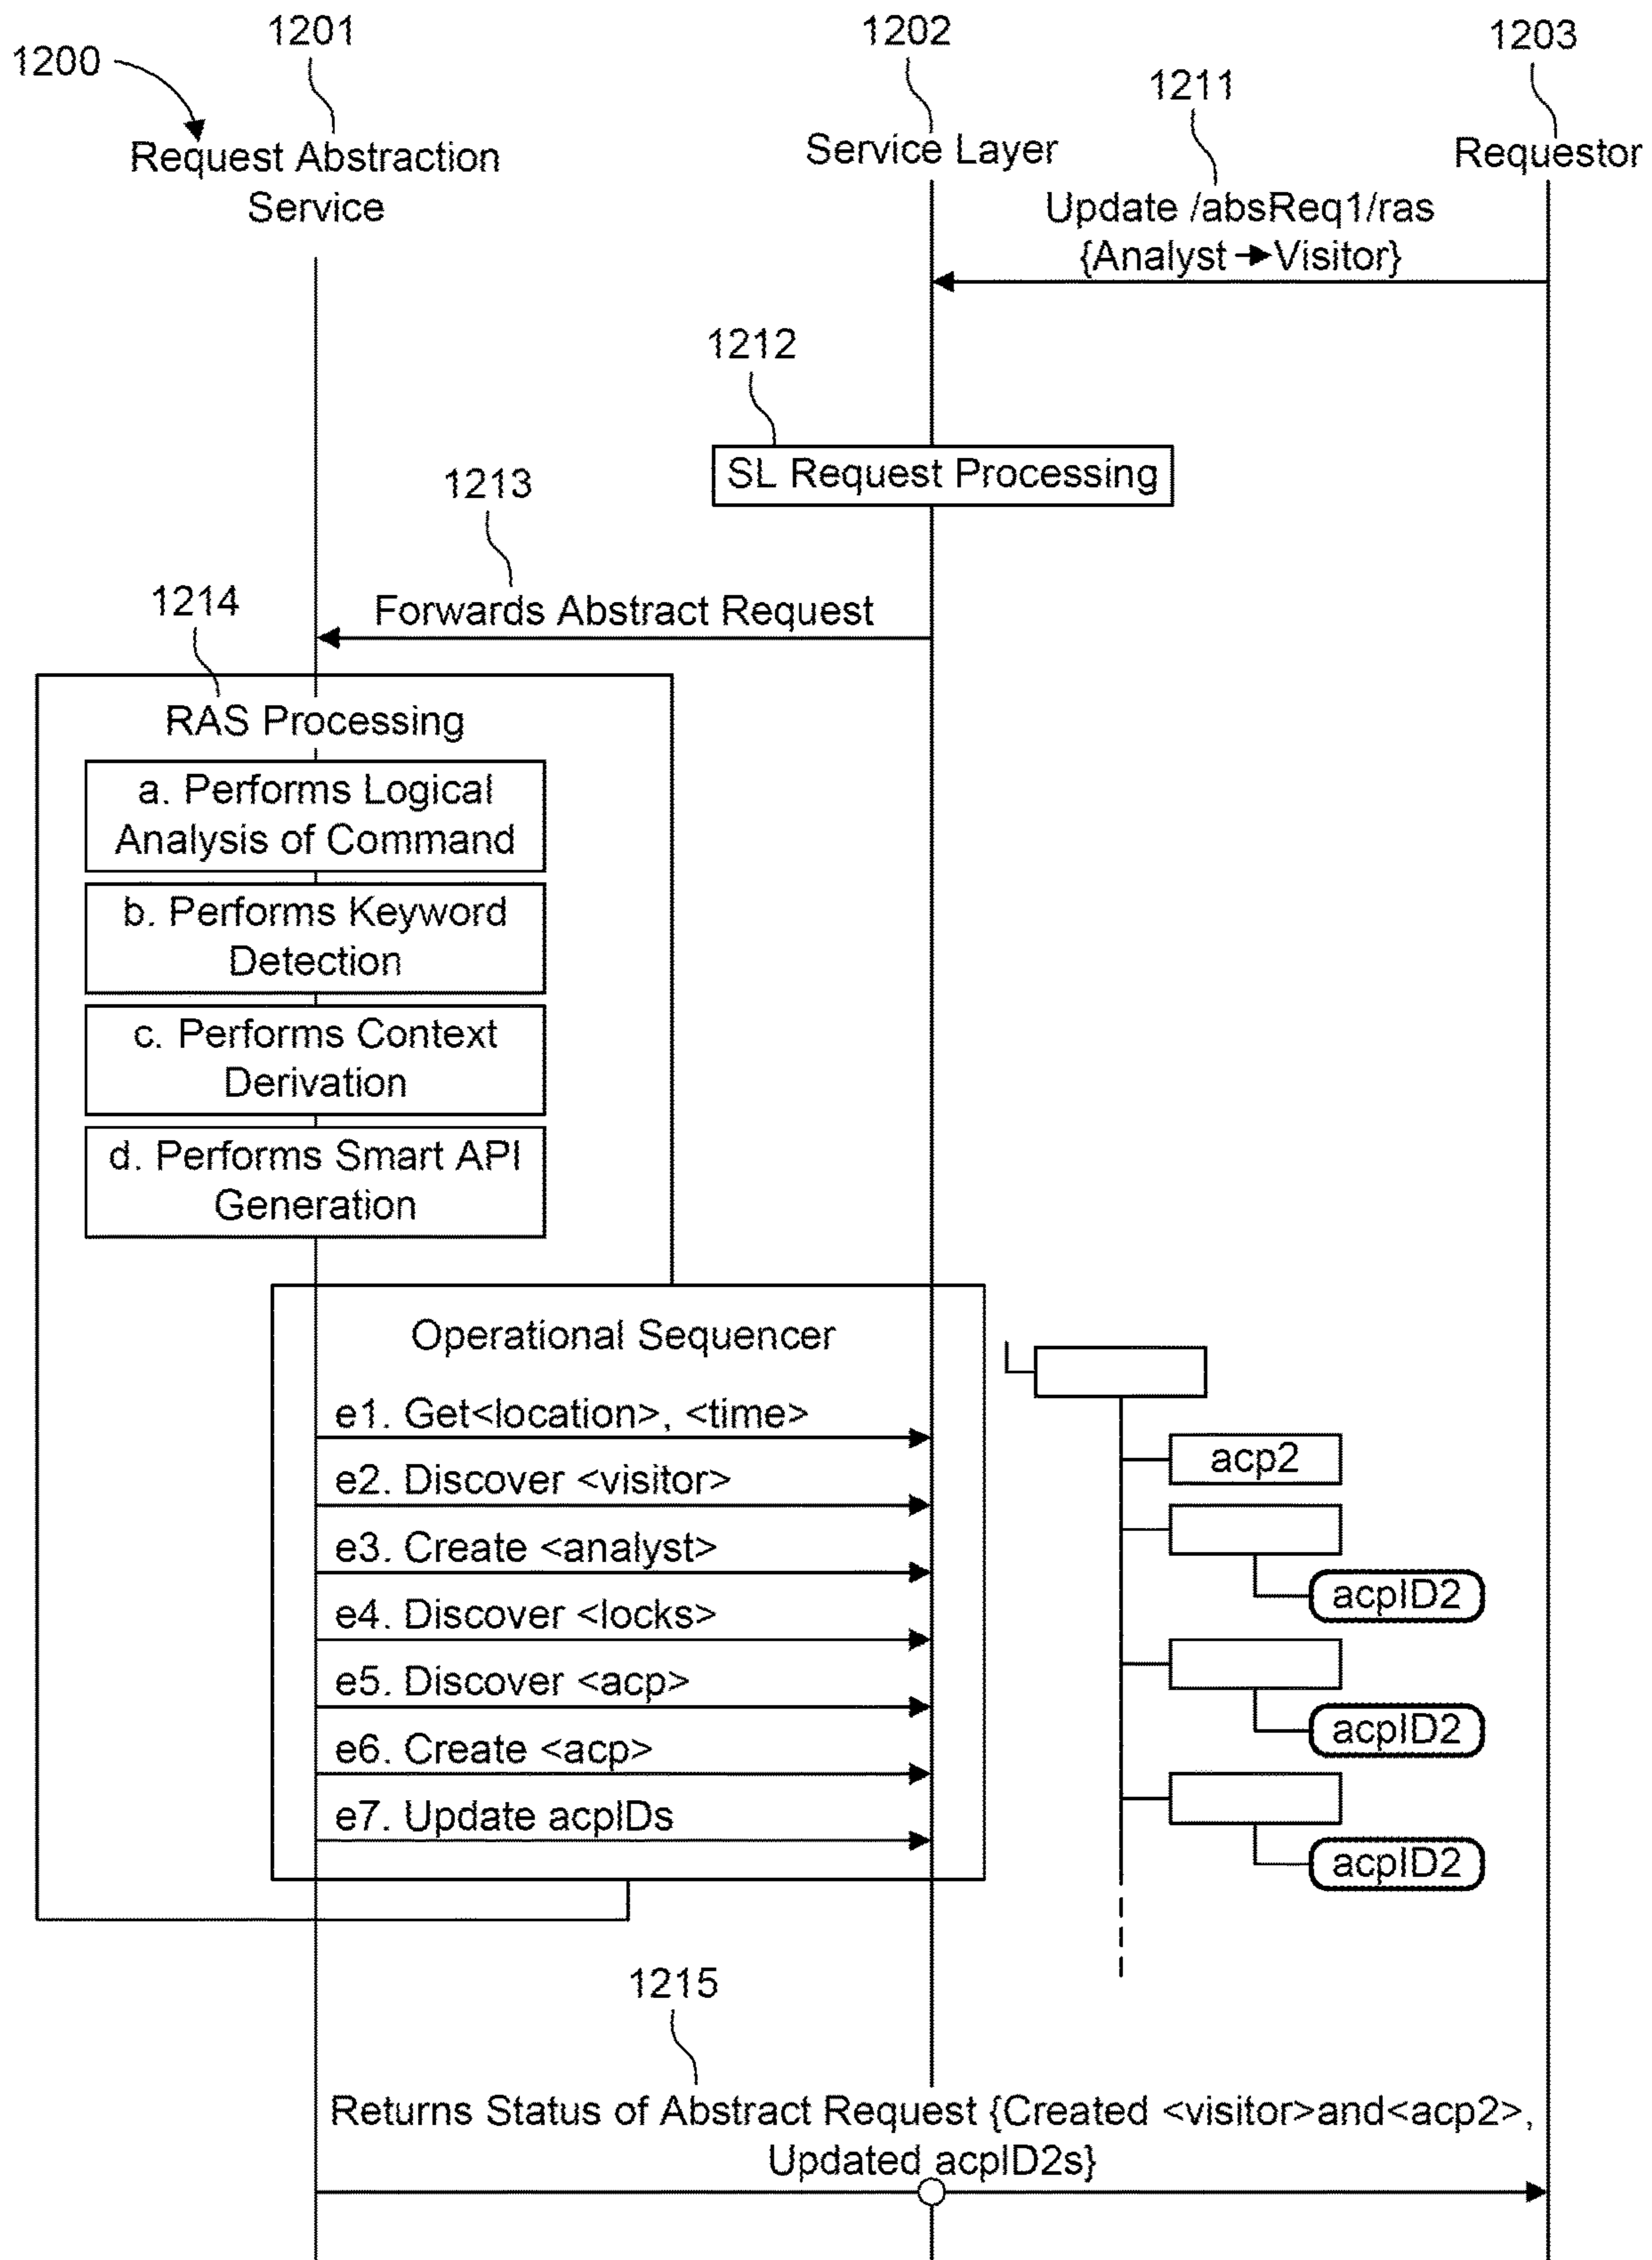 1200
1201
1202
1203
Request Abstraction
Service
Service Layer
Requestor
1211
Update /absReq1/ras
{Analyst → Visitor}
1212
SL Request Processing
1213
Forwards Abstract Request
1214
RAS Processing
a. Performs Logical
Analysis of Command
b. Performs Keyword
Detection
c. Performs Context
Derivation
d. Performs Smart API
Generation
Operational Sequencer
e1. Get<location>, <time>
e2. Discover <visitor>
e3. Create <analyst>
e4. Discover <locks>
e5. Discover <acp>
e6. Create <acp>
e7. Update acpIDs
acp2
acpID2
acpID2
acpID2
1215
Returns Status of Abstract Request {Created <visitor>and<acp2>,
Updated acpID2s}